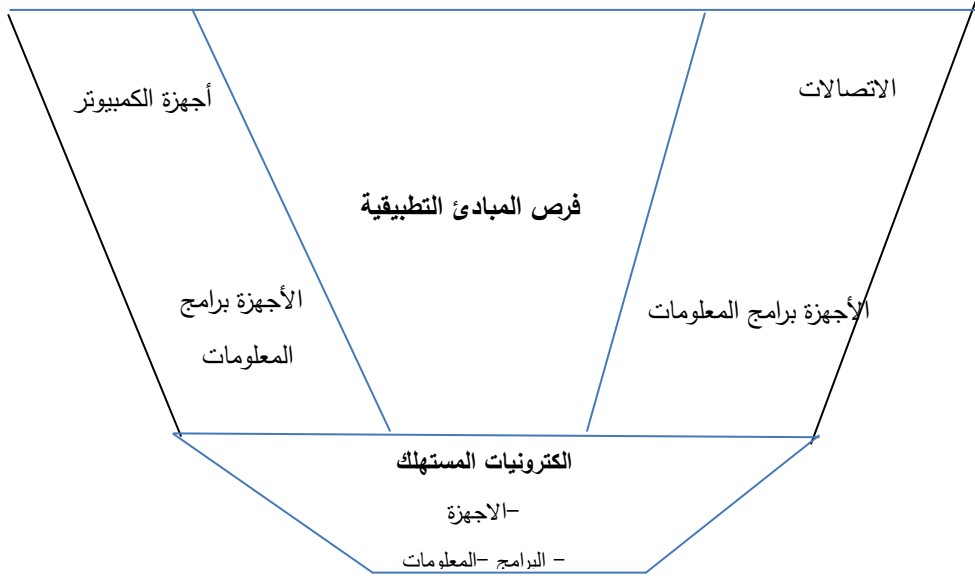 الاتصالات
أجهزة الكمبيوتر
فرص المبادئ التطبيقية
الأجهزة برامج المعلومات
الأجهزة برامج
المعلومات
الكترونيات المستهلك
–الاجهزة
– البرامج –المعلومات